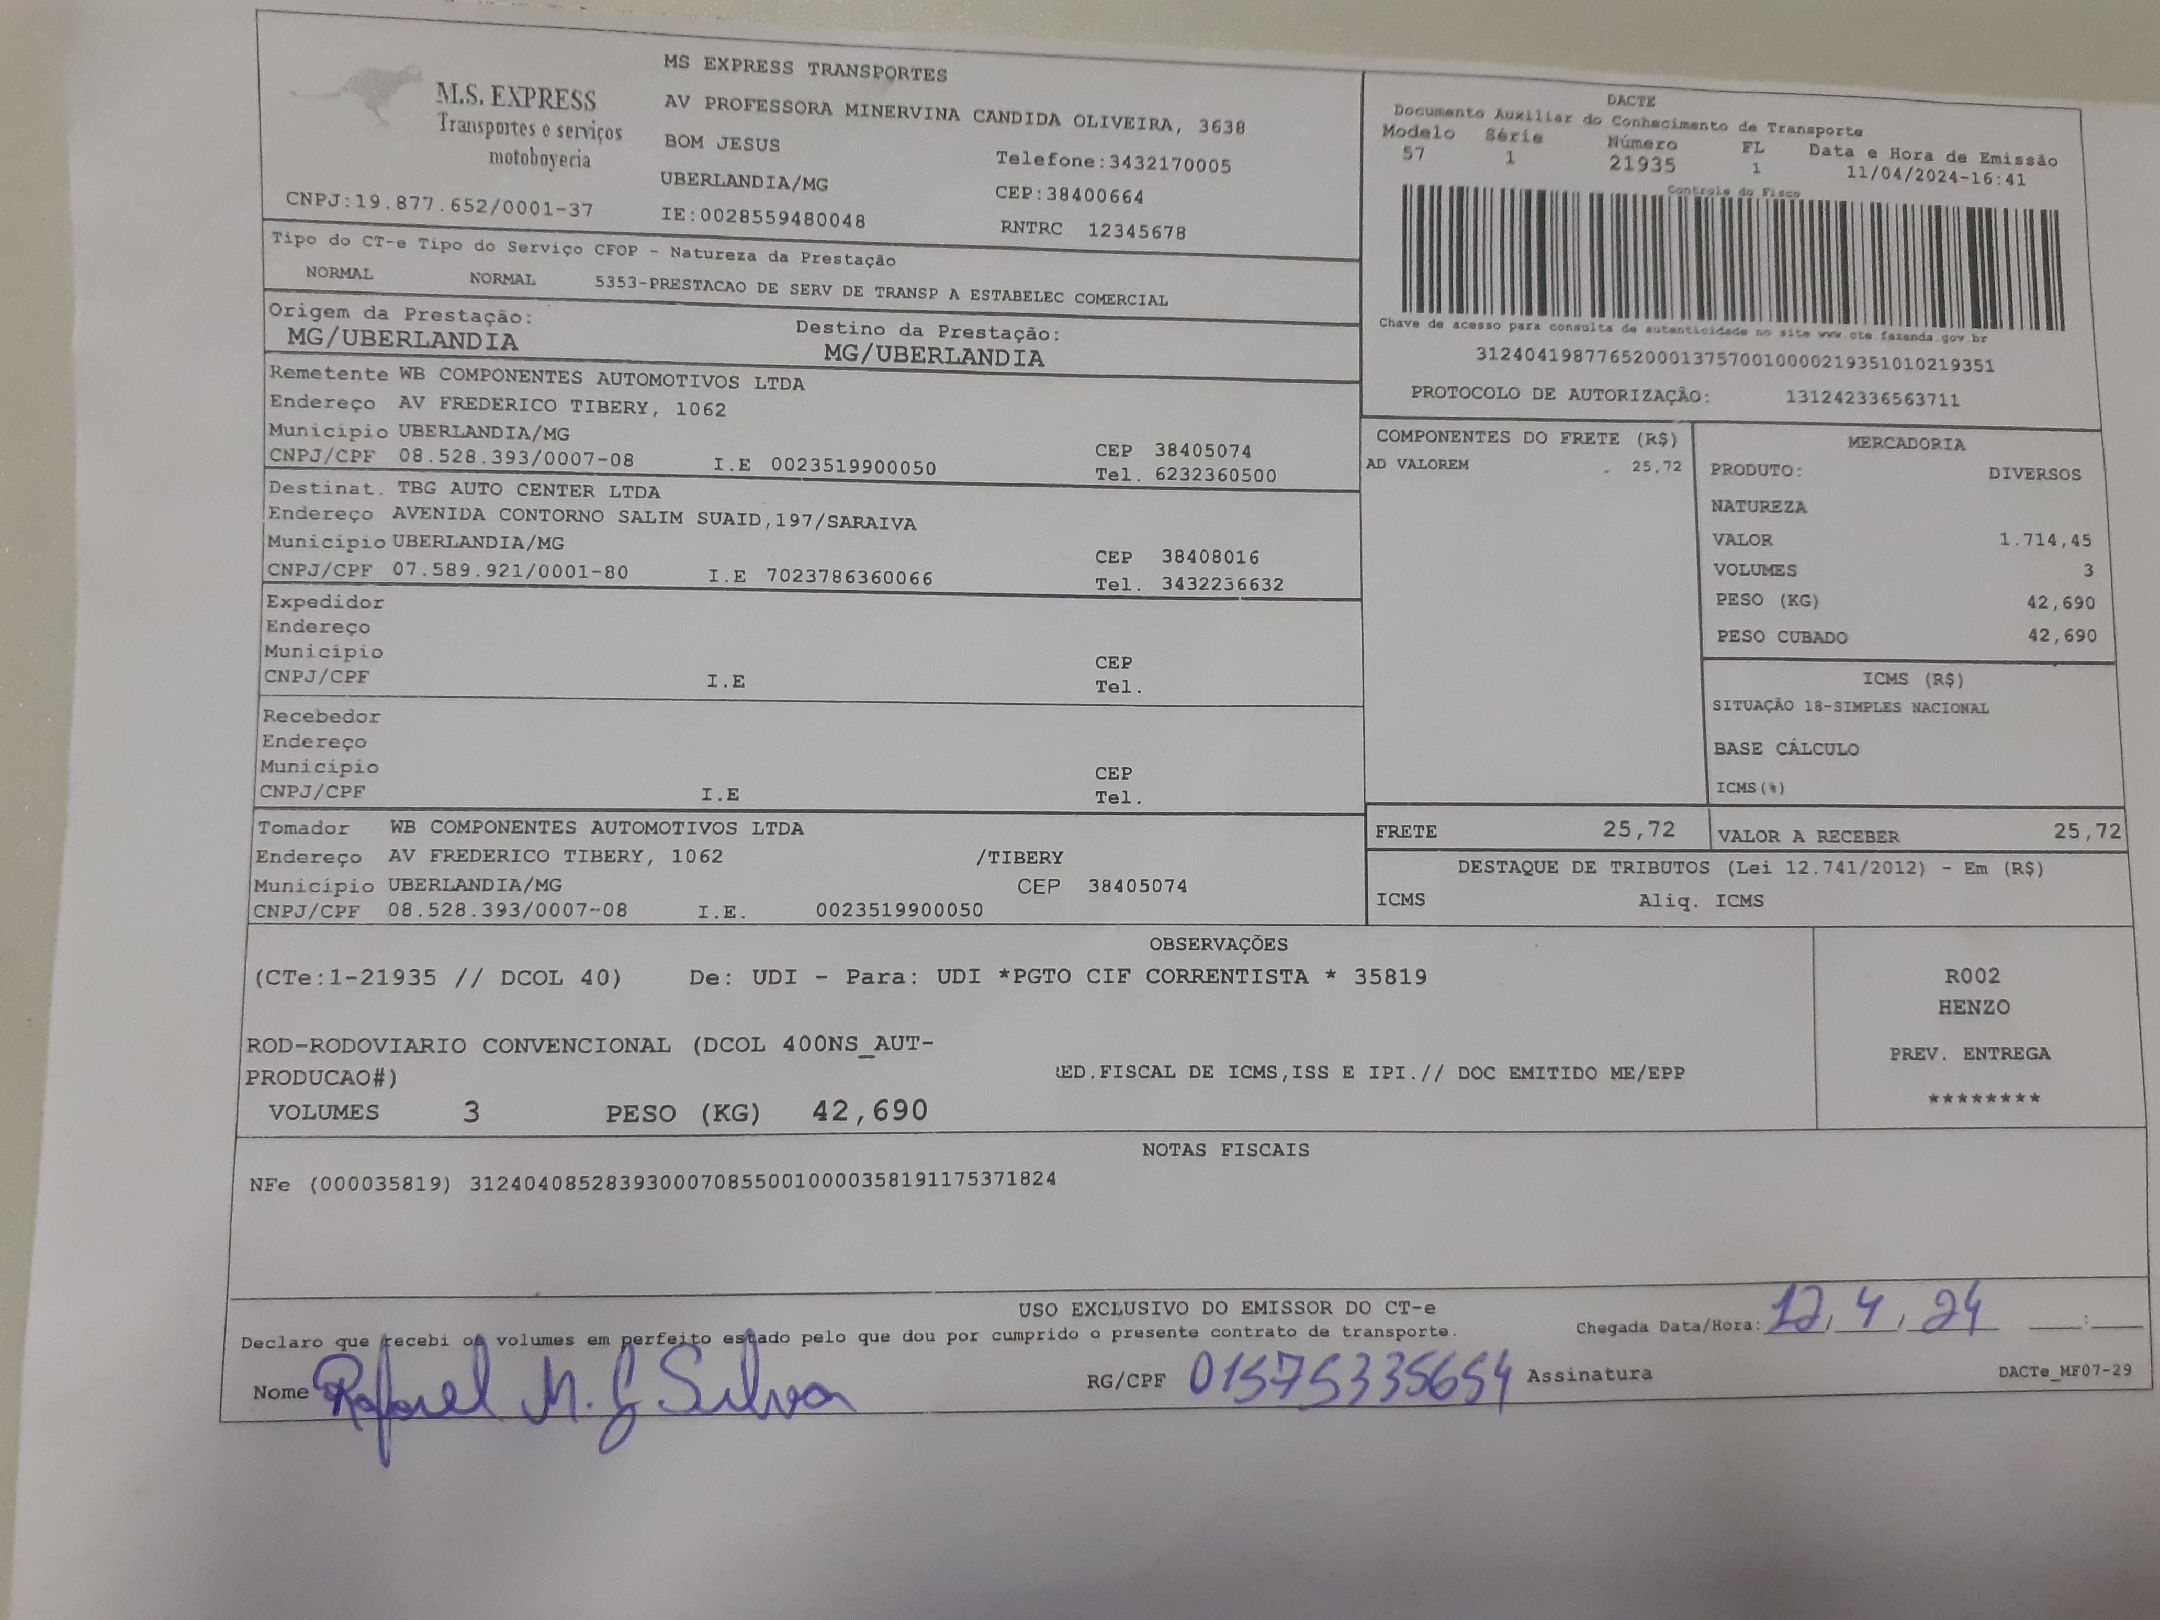 M.S. EXPRESS
Transportes e serviços
motoboyecia
CNPJ:19.877.652/0001-37
MS EXPRESS TRANSPORTES
AV PROFESSORA MINERVINA CANDIDA OLIVEIRA, 3638
BOM JESUS Telefone:3432170005
UBERLANDIA/MG CEP:38400664
IE:0028559480048 RNTRC 12345678
DACTE
Documento Auxiliar do Conhecimento de Transporte
Modelo Série Número FL Data e Hora de Emissão
57 1 21935 1 11/04/2024-16:41
Controle do Fisco
Chave de acesso para consulta de autenticidade no site www.cte.fazenda.gov.br
31240419877652000137570010000219351010219351
PROTOCOLO DE AUTORIZAÇÃO: 131242336563711
Tipo do CT-e Tipo do Serviço CFOP - Natureza da Prestação
NORMAL NORMAL 5353-PRESTACAO DE SERV DE TRANSP A ESTABELEC COMERCIAL
Origem da Prestação: Destino da Prestação:
MG/UBERLANDIA MG/UBERLANDIA
Remetente WB COMPONENTES AUTOMOTIVOS LTDA
Endereço AV FREDERICO TIBERY, 1062
Município UBERLANDIA/MG CEP 38405074
CNPJ/CPF 08.528.393/0007-08 I.E 0023519900050 Tel. 6232360500
Destinat. TBG AUTO CENTER LTDA
Endereço AVENIDA CONTORNO SALIM SUAID,197/SARAIVA
Município UBERLANDIA/MG CEP 38408016
CNPJ/CPF 07.589.921/0001-80 I.E 7023786360066 Tel. 3432236632
Expedidor
Endereço
Município CEP
CNPJ/CPF I.E Tel.
Recebedor
Endereço
Município CEP
CNPJ/CPF I.E Tel.
Tomador WB COMPONENTES AUTOMOTIVOS LTDA
Endereço AV FREDERICO TIBERY, 1062 /TIBERY
Município UBERLANDIA/MG CEP 38405074
CNPJ/CPF 08.528.393/0007-08 I.E. 0023519900050
COMPONENTES DO FRETE (R$)
AD VALOREM 25,72
MERCADORIA
PRODUTO: DIVERSOS
NATUREZA
VALOR 1.714,45
VOLUMES 3
PESO (KG) 42,690
PESO CUBADO 42,690
ICMS (R$)
SITUAÇÃO 18-SIMPLES NACIONAL
BASE CÁLCULO
ICMS(%)
FRETE 25,72 VALOR A RECEBER 25,72
DESTAQUE DE TRIBUTOS (Lei 12.741/2012) - Em (R$)
ICMS Aliq. ICMS
OBSERVAÇÕES
(CTe:1-21935 // DCOL 40) De: UDI - Para: UDI *PGTO CIF CORRENTISTA * 35819
ROD-RODOVIARIO CONVENCIONAL (DCOL 400NS_AUT-
PRODUCAO#) RED.FISCAL DE ICMS,ISS E IPI.// DOC EMITIDO ME/EPP
VOLUMES 3 PESO (KG) 42,690
R002
HENZO
PREV. ENTREGA
********
NOTAS FISCAIS
NFe (000035819) 31240408528393000708550010000358191175371824
USO EXCLUSIVO DO EMISSOR DO CT-e
Declaro que recebi os volumes em perfeito estado pelo que dou por cumprido o presente contrato de transporte. Chegada Data/Hora: 12, 4, 24 :
Nome Rafael M. G Silva RG/CPF 01575335654 Assinatura DACTe_MF07-29